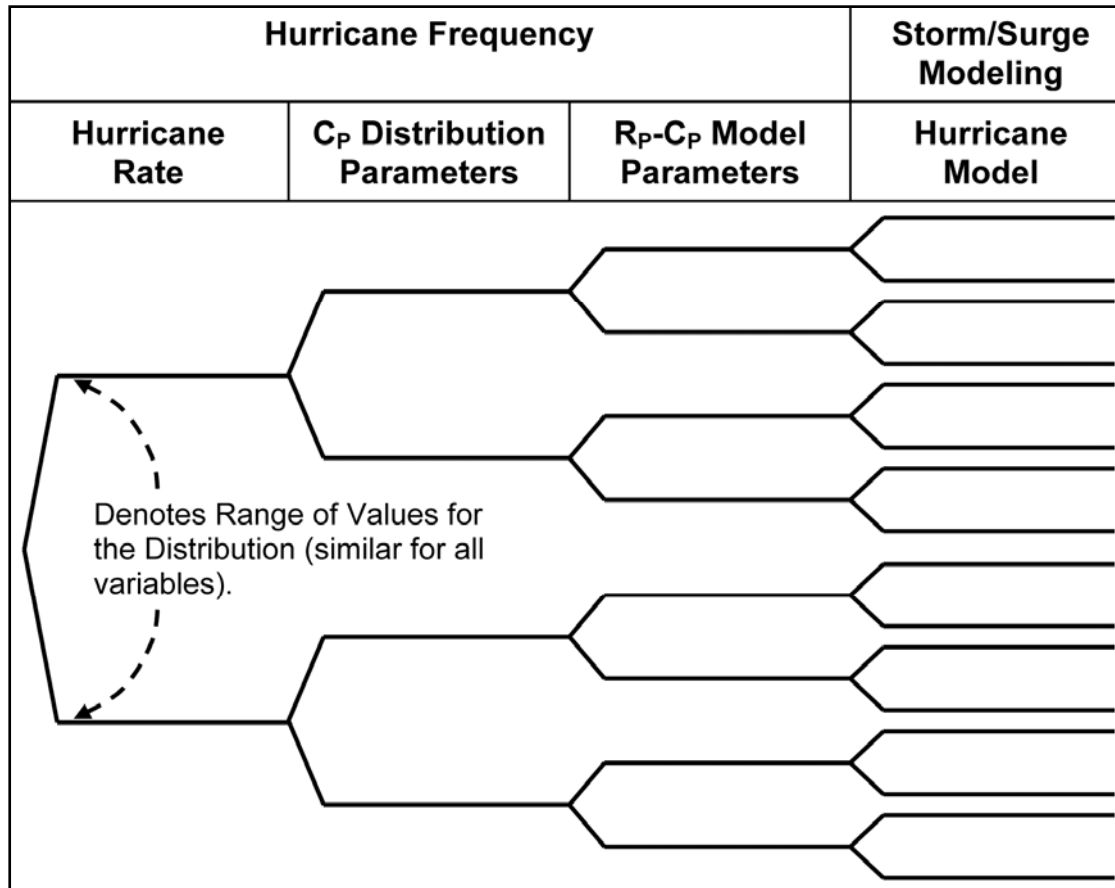 Hurricane Frequency
Storm/Surge
Modeling
Hurricane
Rate
CP Distribution
Parameters
RP-CP Model
Parameters
Hurricane
Model
Denotes Range of Values for
the Distribution (similar for all
variables).